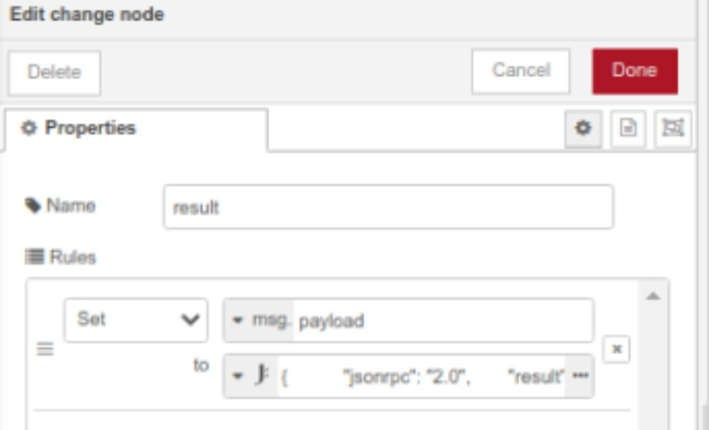 Edit change node
Delete Cancel Done
Properties
Name result
Rules
Set msg. payload
to J: { "jsonrpc": "2.0", "result"